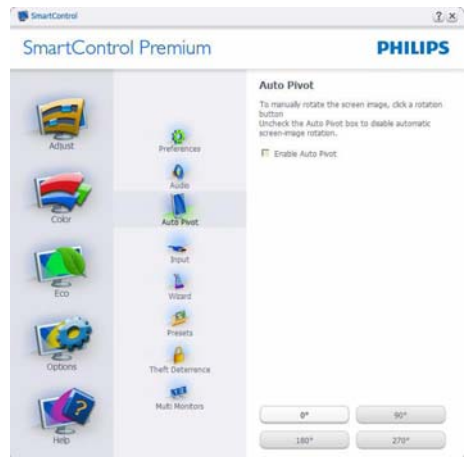 SmartControl
? x
SmartControl Premium
PHILIPS
Adjust
Color
Eco
Options
Help
Preferences
Audio
Auto Pivot
Input
Wizard
Presets
Theft Deterrence
Multi Monitors
Auto Pivot
To manually rotate the screen image, click a rotation
button
Uncheck the Auto Pivot box to disable automatic
screen-image rotation.
Enable Auto Pivot
0°
90°
180°
270°